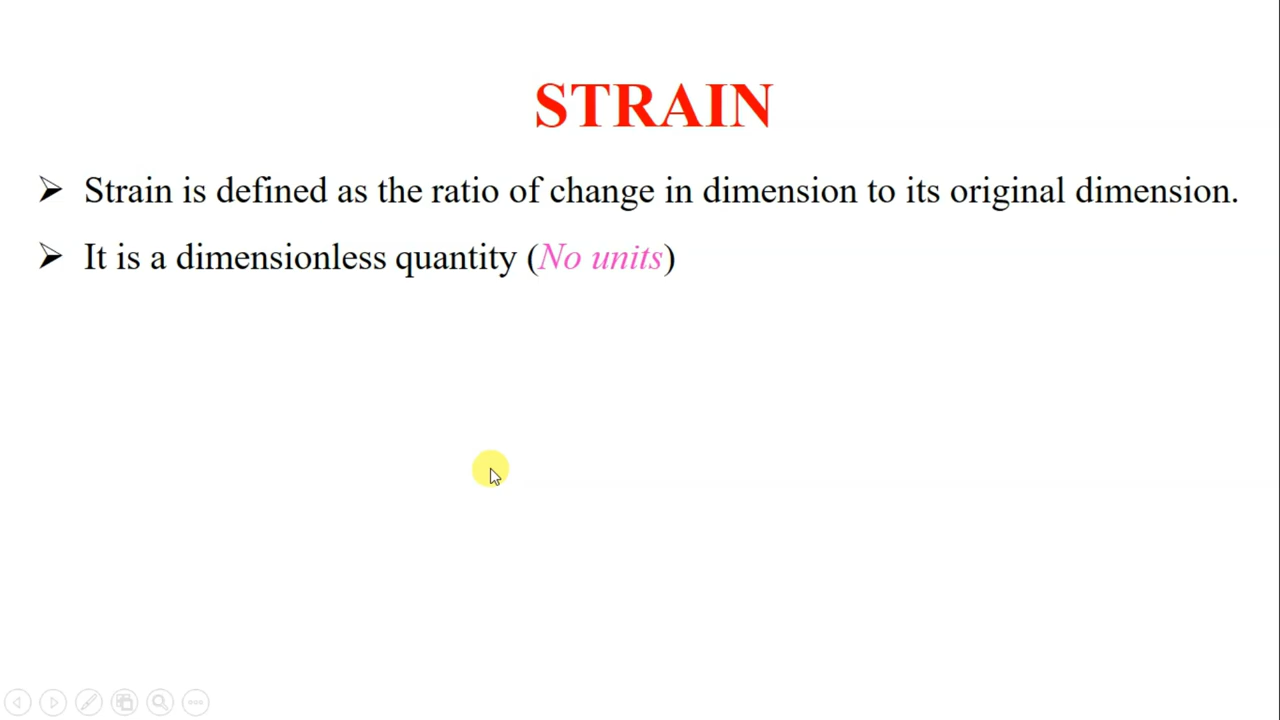 STRAIN
Strain is defined as the ratio of change in dimension to its original dimension.
It is a dimensionless quantity (No units)